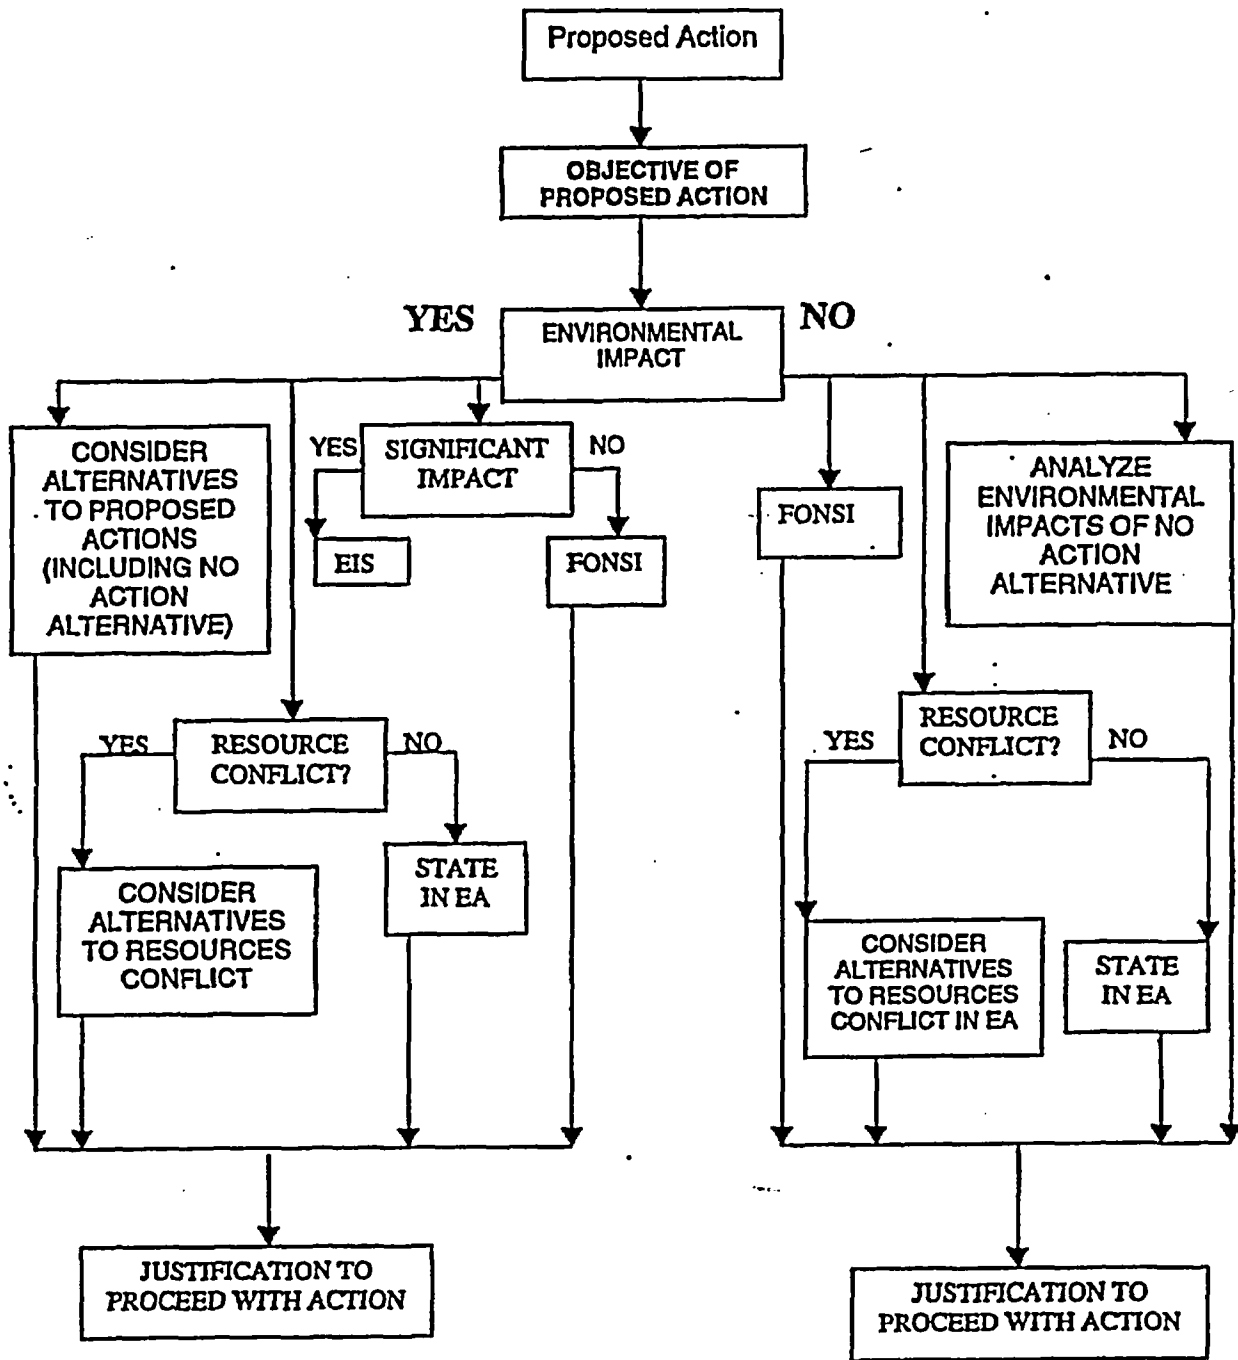 Proposed Action
OBJECTIVE OF
PROPOSED ACTION
YES
ENVIRONMENTAL
IMPACT
NO
CONSIDER
ALTERNATIVES
TO PROPOSED
ACTIONS
(INCLUDING NO
ACTION
ALTERNATIVE)
YES
SIGNIFICANT
IMPACT
NO
EIS
FONSI
FONSI
ANALYZE
ENVIRONMENTAL
IMPACTS OF NO
ACTION
ALTERNATIVE
YES
RESOURCE
CONFLICT?
NO
YES
RESOURCE
CONFLICT?
NO
CONSIDER
ALTERNATIVES
TO RESOURCES
CONFLICT
STATE
IN EA
CONSIDER
ALTERNATIVES
TO RESOURCES
CONFLICT IN EA
STATE
IN EA
JUSTIFICATION TO
PROCEED WITH ACTION
JUSTIFICATION TO
PROCEED WITH ACTION